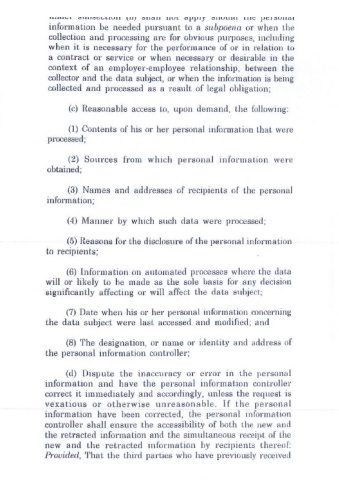 under subsection (b) shall not apply should the personal
information be needed pursuant to a subpoena or when the
collection and processing are for obvious purposes, including
when it is necessary for the performance of or in relation to
a contract or service or when necessary or desirable in the
context of an employer-employee relationship, between the
collector and the data subject, or when the information is being
collected and processed as a result of legal obligation;
(c) Reasonable access to, upon demand, the following:
(1) Contents of his or her personal information that were
processed;
(2) Sources from which personal information were
obtained;
(3) Names and addresses of recipients of the personal
information;
(4) Manner by which such data were processed;
(5) Reasons for the disclosure of the personal information
to recipients;
(6) Information on automated processes where the data
will or likely to be made as the sole basis for any decision
significantly affecting or will affect the data subject;
(7) Date when his or her personal information concerning
the data subject were last accessed and modified; and
(8) The designation, or name or identity and address of
the personal information controller;
(d) Dispute the inaccuracy or error in the personal
information and have the personal information controller
correct it immediately and accordingly, unless the request is
vexatious or otherwise unreasonable. If the personal
information have been corrected, the personal information
controller shall ensure the accessibility of both the new and
the retracted information and the simultaneous receipt of the
new and the retracted information by recipients thereof:
Provided, That the third parties who have previously received